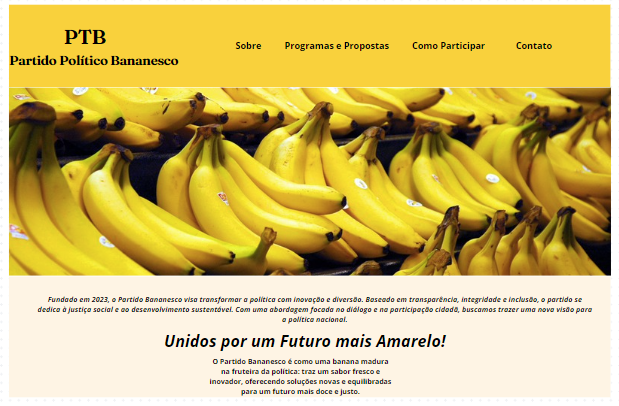 PTB
Partido Político Bananesco
Sobre Programas e Propostas Como Participar Contato
Fundado em 2023, o Partido Bananesco visa transformar a política com inovação e diversão. Baseado em transparência, integridade e inclusão, o partido se
dedica à justiça social e ao desenvolvimento sustentável. Com uma abordagem focada no diálogo e na participação cidadã, buscamos trazer uma nova visão para
a política nacional.
Unidos por um Futuro mais Amarelo!
O Partido Bananesco é como uma banana madura
na fruteira da política: traz um sabor fresco e
inovador, oferecendo soluções novas e equilibradas
para um futuro mais doce e justo.